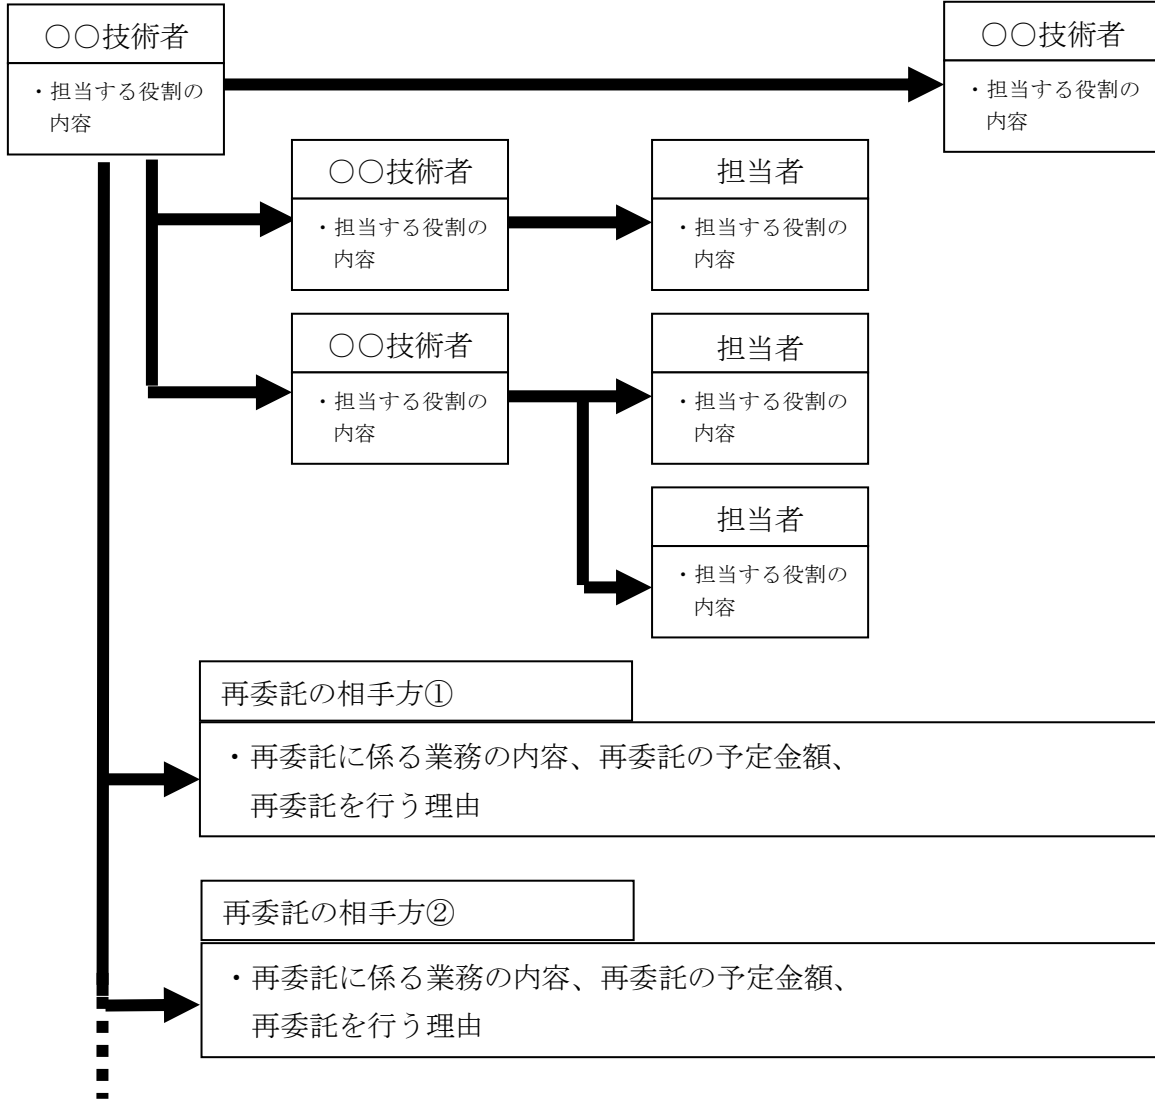 ○○技術者
・担当する役割の
内容
○○技術者
・担当する役割の
内容
○○技術者
・担当する役割の
内容
担当者
・担当する役割の
内容
○○技術者
・担当する役割の
内容
担当者
・担当する役割の
内容
担当者
・担当する役割の
内容
再委託の相手方①
・再委託に係る業務の内容、再委託の予定金額、
再委託を行う理由
再委託の相手方②
・再委託に係る業務の内容、再委託の予定金額、
再委託を行う理由